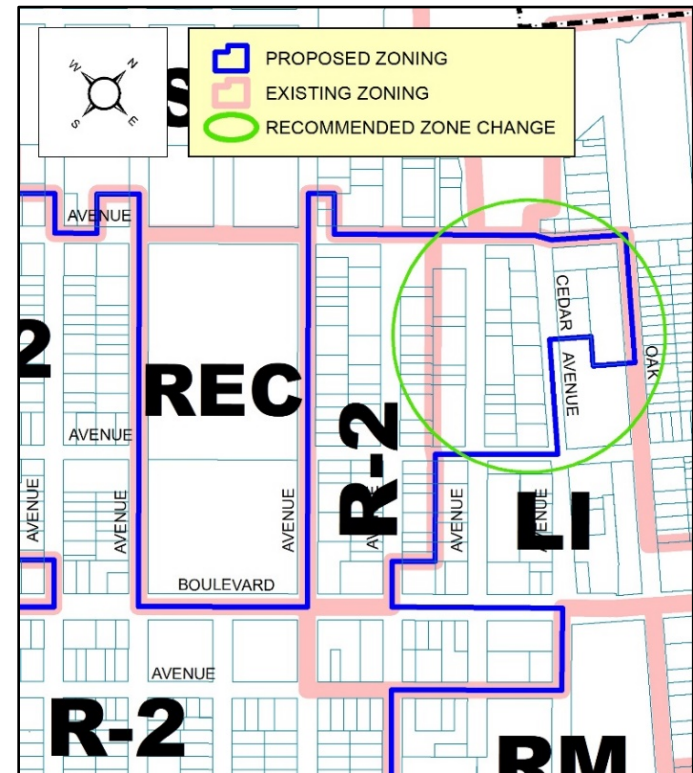 W
N
S
E
PROPOSED ZONING
EXISTING ZONING
RECOMMENDED ZONE CHANGE
S
AVENUE
CEDAR
AVENUE
OAK
2
REC
R-2
AVENUE
AVENUE
AVENUE
AVENUE
AVENUE
AVENUE
AVENUE
LI
BOULEVARD
AVENUE
R-2
RM